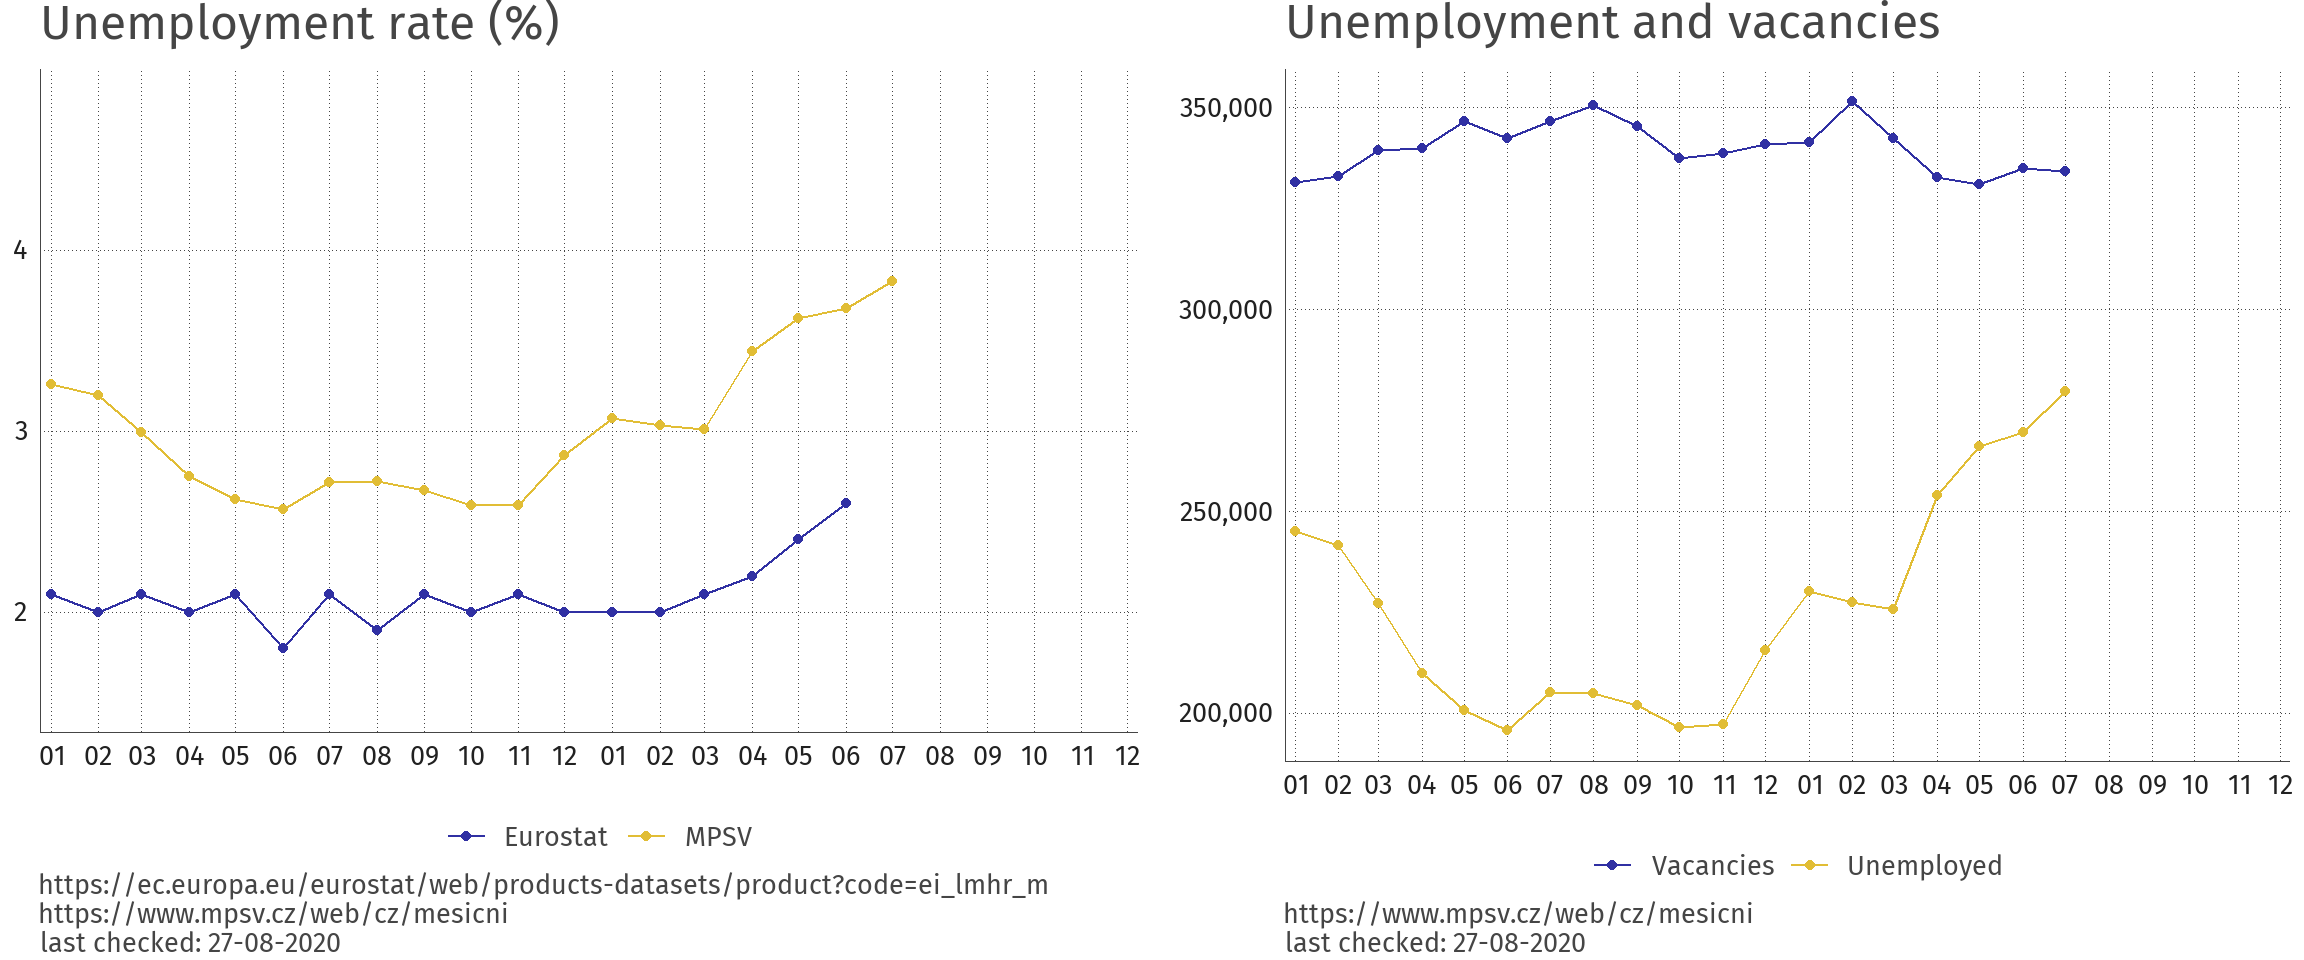 Unemployment rate (%)
4
3
2
01 02 03 04 05 06 07 08 09 10 11 12 01 02 03 04 05 06 07 08 09 10 11 12
Eurostat MPSV
https://ec.europa.eu/eurostat/web/products-datasets/product?code=ei_lmhr_m
https://www.mpsv.cz/web/cz/mesicni
last checked: 27-08-2020
Unemployment and vacancies
350,000
300,000
250,000
200,000
01 02 03 04 05 06 07 08 09 10 11 12 01 02 03 04 05 06 07 08 09 10 11 12
Vacancies Unemployed
https://www.mpsv.cz/web/cz/mesicni
last checked: 27-08-2020